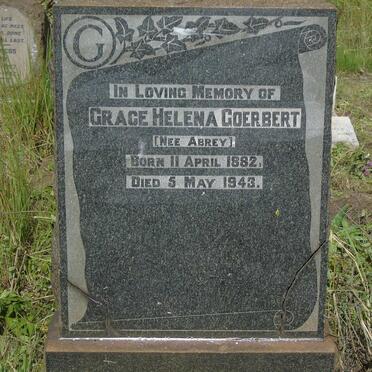 G
In Loving Memory of
Grace Helena Goerbert
[Nee Abrey]
Born 11 April 1882.
Died 5 May 1943.